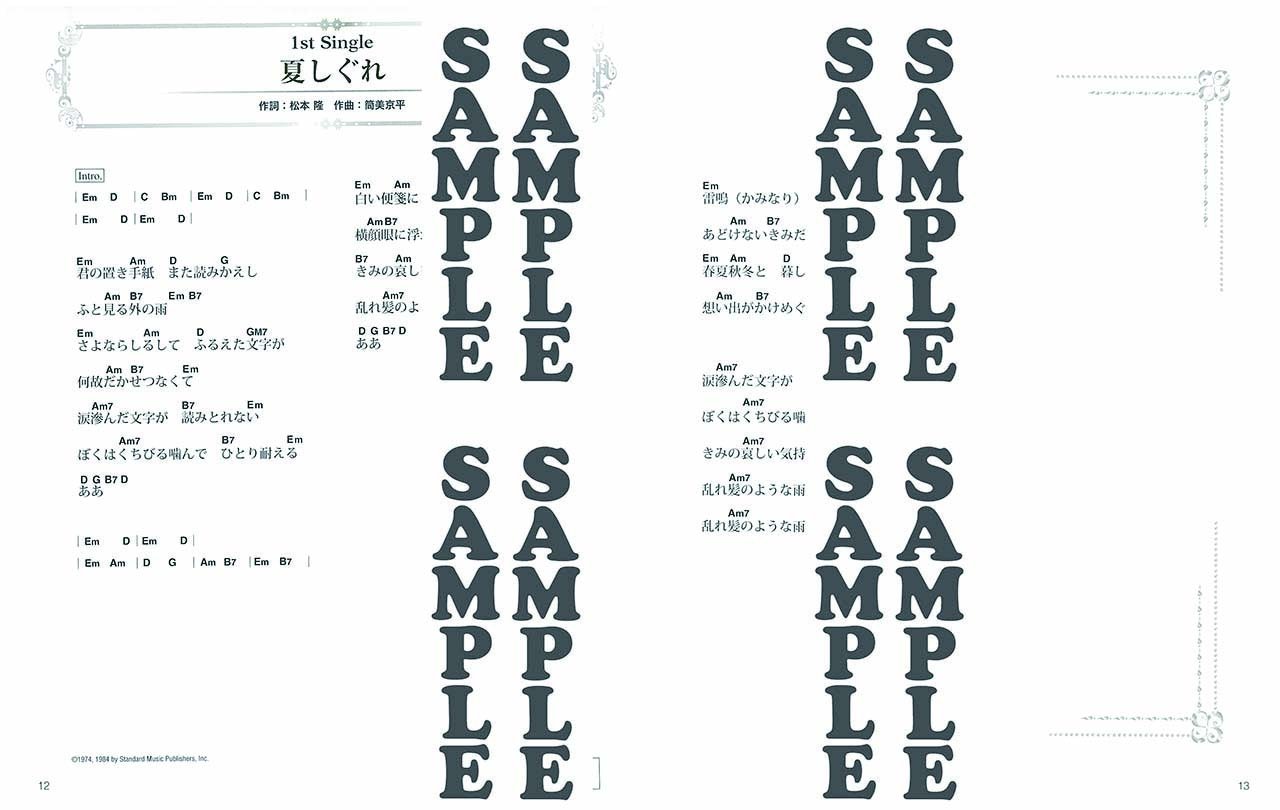 1st Single
夏しぐれ
作詞：松本 隆　作曲：筒美京平
Intro.
| Em D | C Bm | Em D | C Bm |
| Em D | Em D |
Em Am D G
君の置き手紙　また読みかえし
Am B7 Em B7
ふと見る外の雨
Em Am D GM7
さよならしるして　ふるえた文字が
Am B7 Em
何故だかせつなくて
Am7 B7 Em
涙滲んだ文字が　読みとれない
Am7 B7 Em
ぼくはくちびる噛んで　ひとり耐える
D G B7 D
ああ
| Em D | Em D |
| Em Am | D G | Am B7 | Em B7 |
Em Am
白い便箋に
Am B7
横顔眼に浮
B7 Am
きみの哀し
Am7
乱れ髪のよ
D G B7 D
ああ
SAMPLE
SAMPLE
SAMPLE
SAMPLE
©1974, 1984 by Standard Music Publishers, Inc.
12
Em
雷鳴（かみなり）
Am B7
あどけないきみだ
Em Am D
春夏秋冬と　暮し
Am B7
想い出がかけめぐ
Am7
涙滲んだ文字が
Am7
ぼくはくちびる噛
Am7
きみの哀しい気持
Am7
乱れ髪のような雨
Am7
乱れ髪のような雨
SAMPLE
SAMPLE
SAMPLE
SAMPLE
13